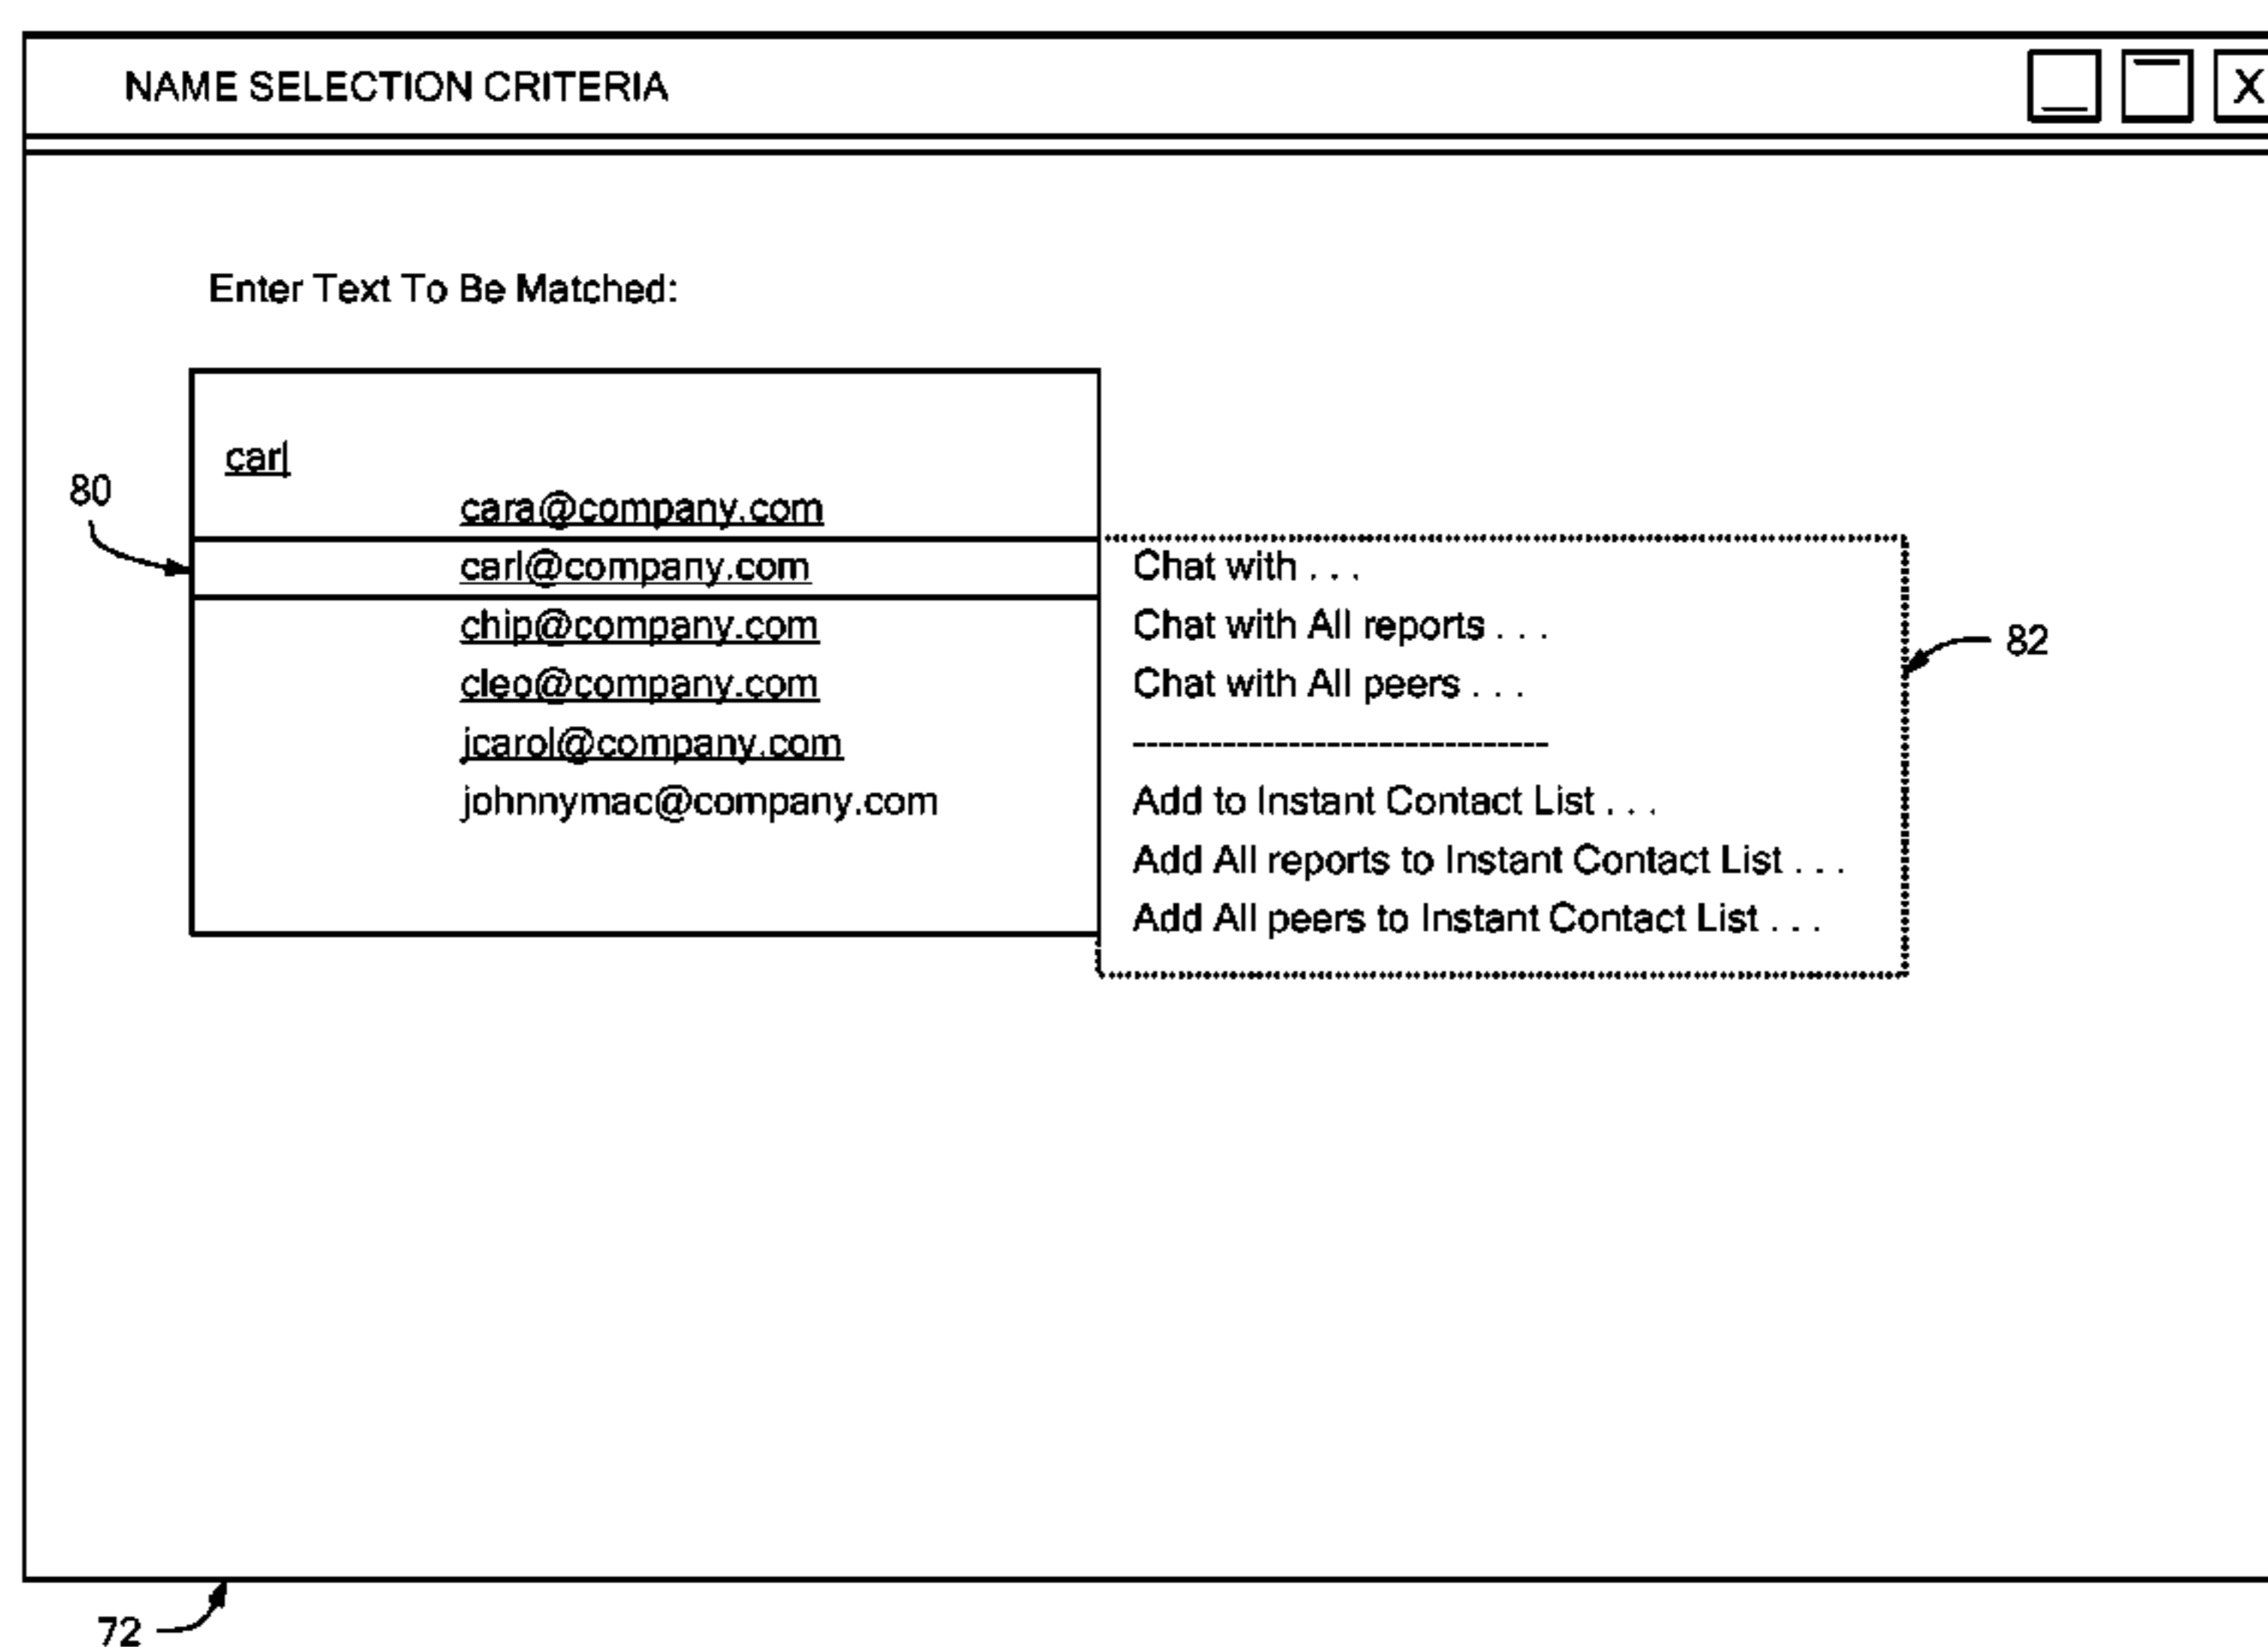 NAME SELECTION CRITERIA
X
Enter Text To Be Matched:
carl
80
cara@company.com
carl@company.com
chip@company.com
cleo@company.com
jcarol@company.com
johnnymac@company.com
Chat with . . .
Chat with All reports . . .
Chat with All peers . . .
--------------------------------
Add to Instant Contact List . . .
Add All reports to Instant Contact List . . .
Add All peers to Instant Contact List . . .
82
72